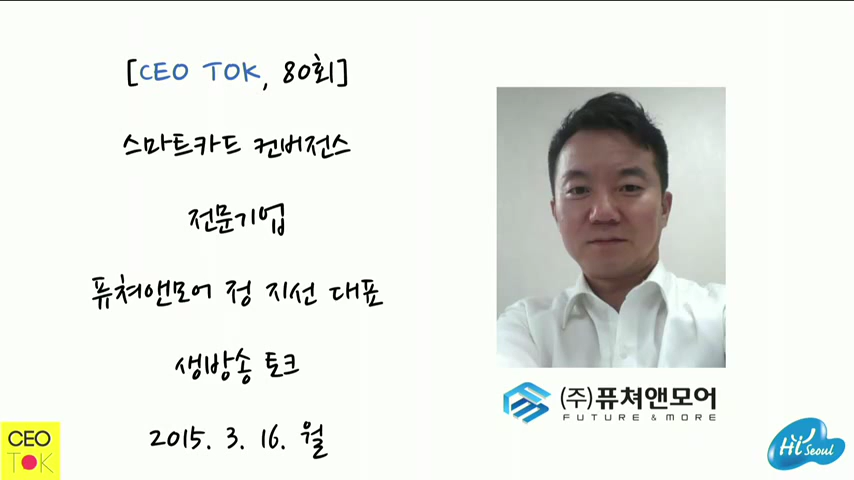 [CEO TOK, 80회]
스마트카드 컨버전스
전문기업
퓨쳐앤모어 정 지선 대표
생방송 토크
2015. 3. 16. 월
(주)퓨쳐앤모어
FUTURE & MORE
CEO
TOK
Hi Seoul